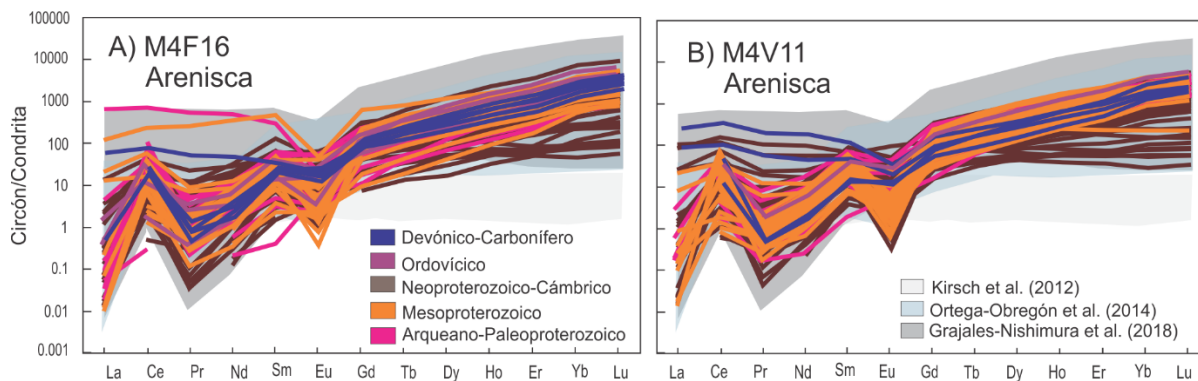 A) M4F16
Arenisca
B) M4V11
Arenisca
Circón/Condrita
100000
10000
1000
100
10
1
0.1
0.01
0.001
Devónico-Carbonífero
Ordovícico
Neoproterozoico-Cámbrico
Mesoproterozoico
Arqueano-Paleoproterozoico
Kirsch et al. (2012)
Ortega-Obregón et al. (2014)
Grajales-Nishimura et al. (2018)
La Ce Pr Nd Sm Eu Gd Tb Dy Ho Er Yb Lu
La Ce Pr Nd Sm Eu Gd Tb Dy Ho Er Yb Lu